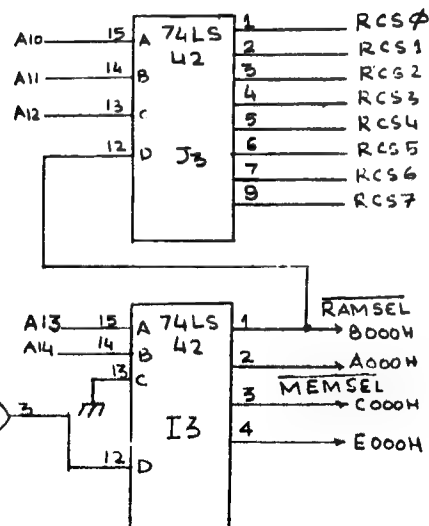 A10 15 A 74LS 1 RCS0
42 2 RCS1
A11 14 B 3 RCS2
4 RCS3
A12 13 C 5 RCS4
12 D J3 6 RCS5
7 RCS6
9 RCS7
RAMSEL
A13 15 A 74LS 1 8000H
A14 14 B 42 2 A000H
13 C MEMSEL
3 C000H
3 I3 4 E000H
12 D